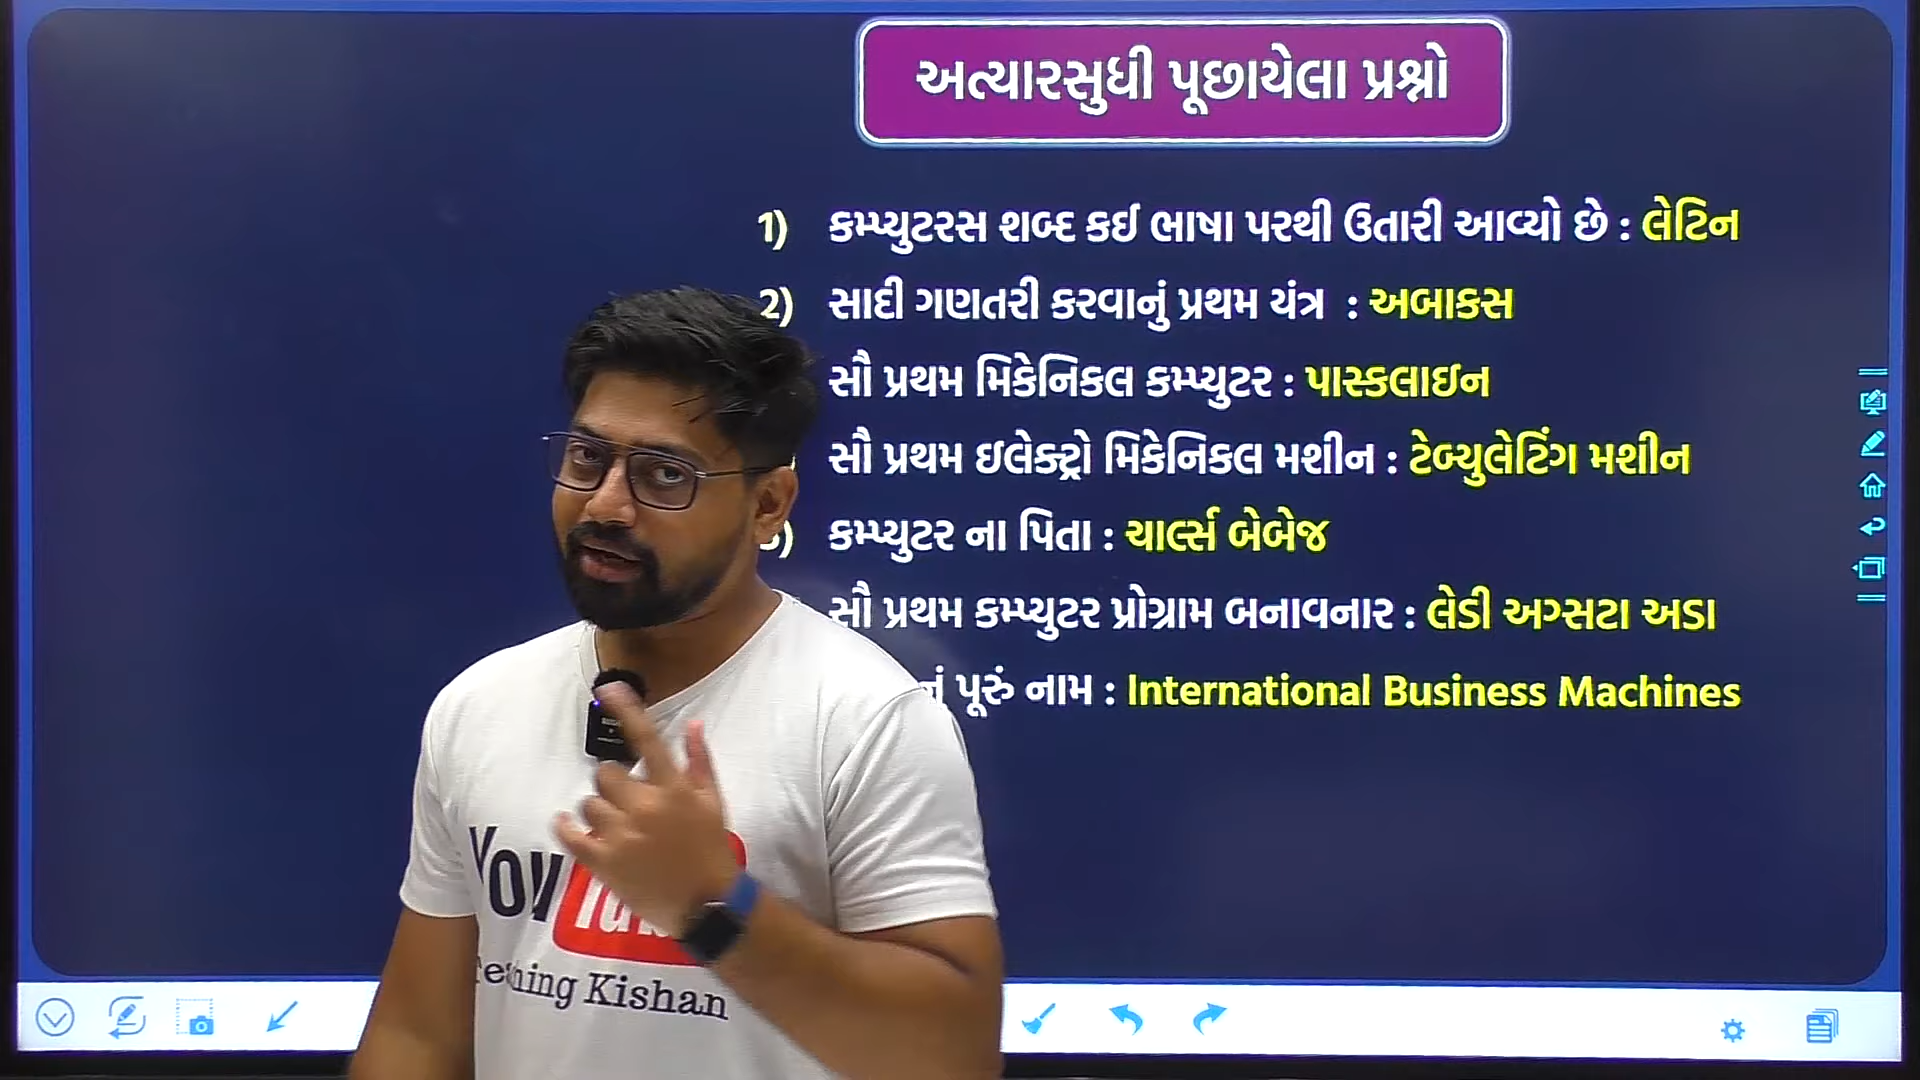 અત્યારસુધી પૂછાયેલા પ્રશ્નો
1) કમ્પ્યુટરસ શબ્દ કઈ ભાષા પરથી ઉતારી આવ્યો છે : લેટિન
2) સાદી ગણતરી કરવાનું પ્રથમ યંત્ર : અબાકસ
સૌ પ્રથમ મિકેનિકલ કમ્પ્યુટર : પાસ્કલાઇન
સૌ પ્રથમ ઇલેક્ટ્રો મિકેનિકલ મશીન : ટેબ્યુલેટિંગ મશીન
કમ્પ્યુટર ના પિતા : ચાર્લ્સ બેબેજ
સૌ પ્રથમ કમ્પ્યુટર પ્રોગ્રામ બનાવનાર : લેડી અગ્સટા અડા
નું પૂરું નામ : International Business Machines
You
Kishan